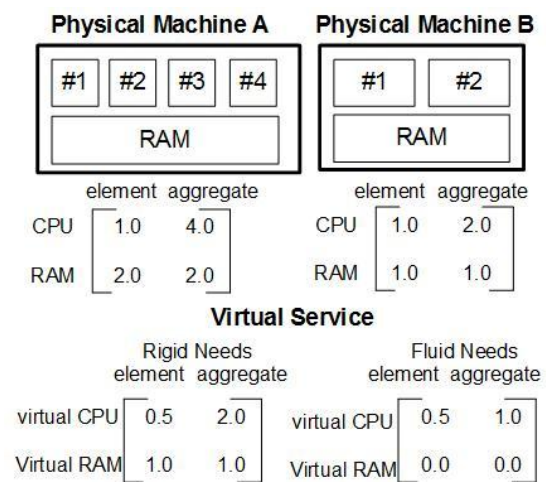 Physical Machine A Physical Machine B
#1 #2 #3 #4 #1 #2
RAM RAM
element aggregate element aggregate
CPU 1.0 4.0 CPU 1.0 2.0
RAM 2.0 2.0 RAM 1.0 1.0
Virtual Service
Rigid Needs Fluid Needs
element aggregate element aggregate
virtual CPU 0.5 2.0 virtual CPU 0.5 1.0
Virtual RAM 1.0 1.0 Virtual RAM 0.0 0.0